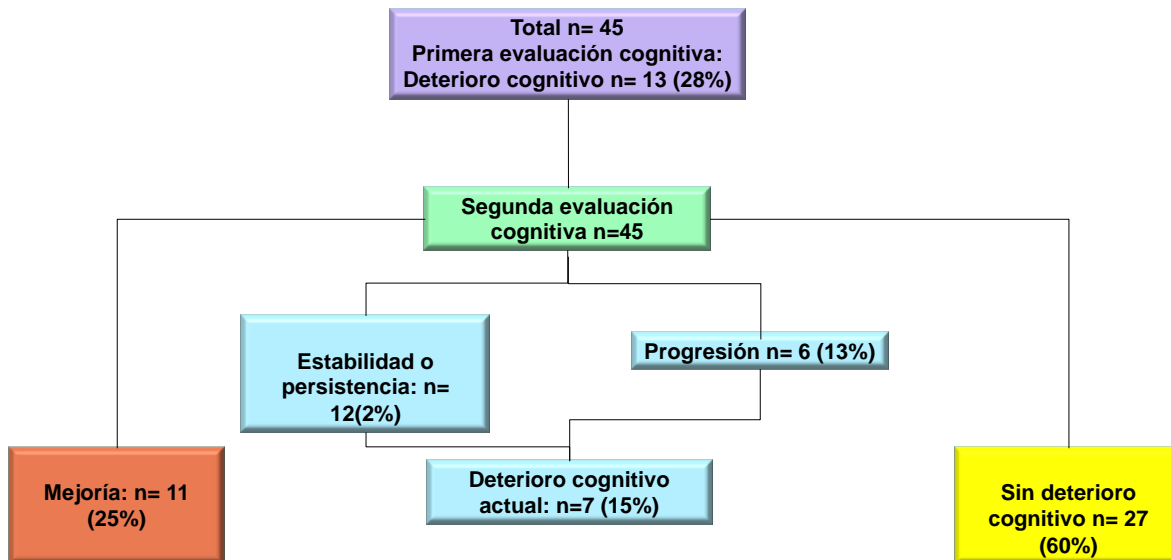 Total n= 45
Primera evaluación cognitiva:
Deterioro cognitivo n= 13 (28%)
Segunda evaluación
cognitiva n=45
Estabilidad o
persistencia: n=
12(2%)
Progresión n= 6 (13%)
Mejoría: n= 11
(25%)
Deterioro cognitivo
actual: n=7 (15%)
Sin deterioro
cognitivo n= 27
(60%)